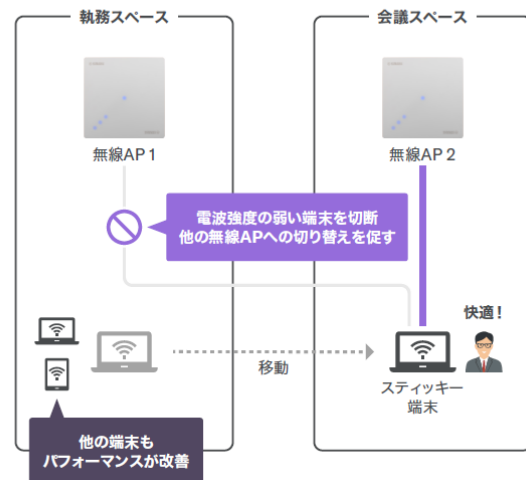 執務スペース
会議スペース
無線AP1
無線AP2
電波強度の弱い端末を切断
他の無線APへの切り替えを促す
快適！
移動
スティッキー
端末
他の端末も
パフォーマンスが改善